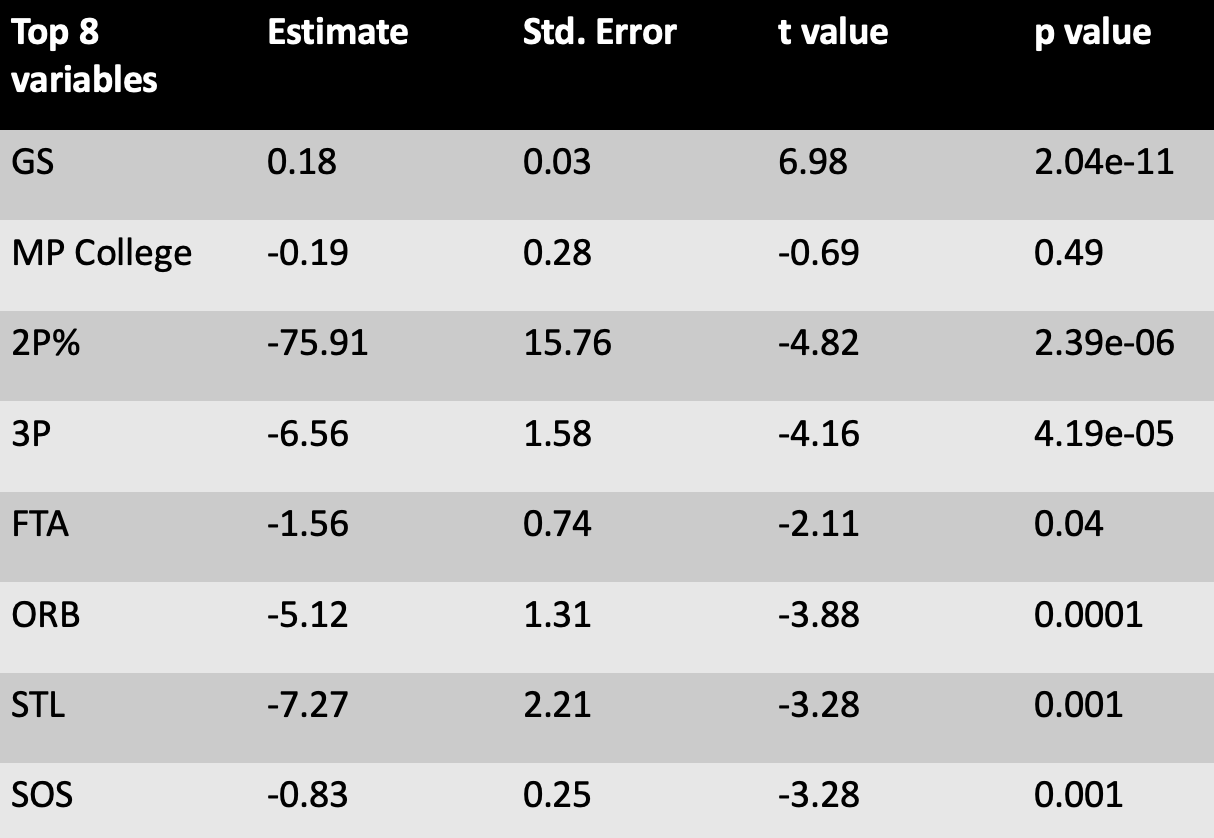 Top 8 variables Estimate Std. Error t value p value
GS 0.18 0.03 6.98 2.04e-11
MP College -0.19 0.28 -0.69 0.49
2P% -75.91 15.76 -4.82 2.39e-06
3P -6.56 1.58 -4.16 4.19e-05
FTA -1.56 0.74 -2.11 0.04
ORB -5.12 1.31 -3.88 0.0001
STL -7.27 2.21 -3.28 0.001
SOS -0.83 0.25 -3.28 0.001